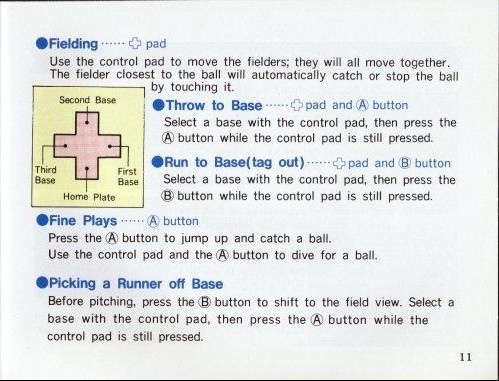 ●Fielding ······ ✚ pad
Use the control pad to move the fielders; they will all move together.
The fielder closest to the ball will automatically catch or stop the ball
by touching it.
Second Base
Third
Base
First
Base
Home Plate
●Throw to Base ······ ✚ pad and Ⓐ button
Select a base with the control pad, then press the
Ⓐ button while the control pad is still pressed.
●Run to Base(tag out) ······ ✚ pad and Ⓑ button
Select a base with the control pad, then press the
Ⓑ button while the control pad is still pressed.
●Fine Plays ······ Ⓐ button
Press the Ⓐ button to jump up and catch a ball.
Use the control pad and the Ⓐ button to dive for a ball.
●Picking a Runner off Base
Before pitching, press the Ⓑ button to shift to the field view. Select a
base with the control pad, then press the Ⓐ button while the
control pad is still pressed.
11